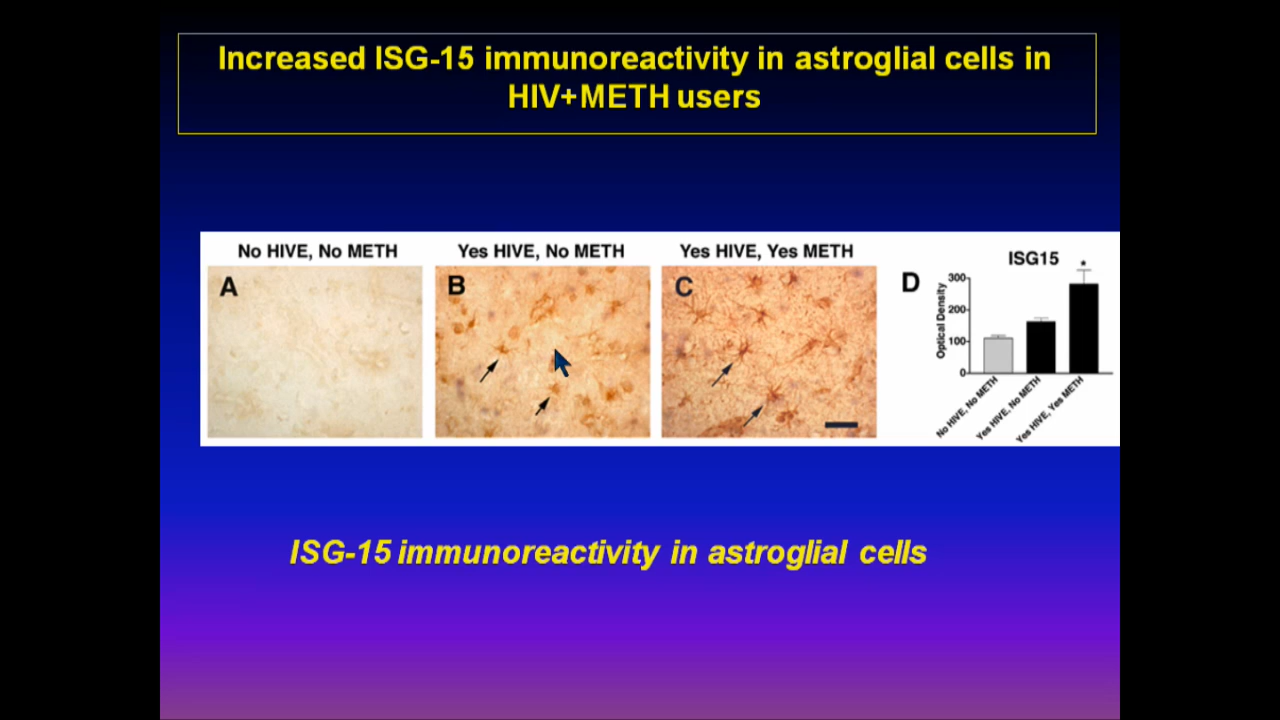 Increased ISG-15 immunoreactivity in astroglial cells in
HIV+METH users
No HIVE, No METH
Yes HIVE, No METH
Yes HIVE, Yes METH
A
B
C
D
ISG15
*
Optical Density
300
200
100
0
No HIVE, No METH
Yes HIVE, No METH
Yes HIVE, Yes METH
ISG-15 immunoreactivity in astroglial cells